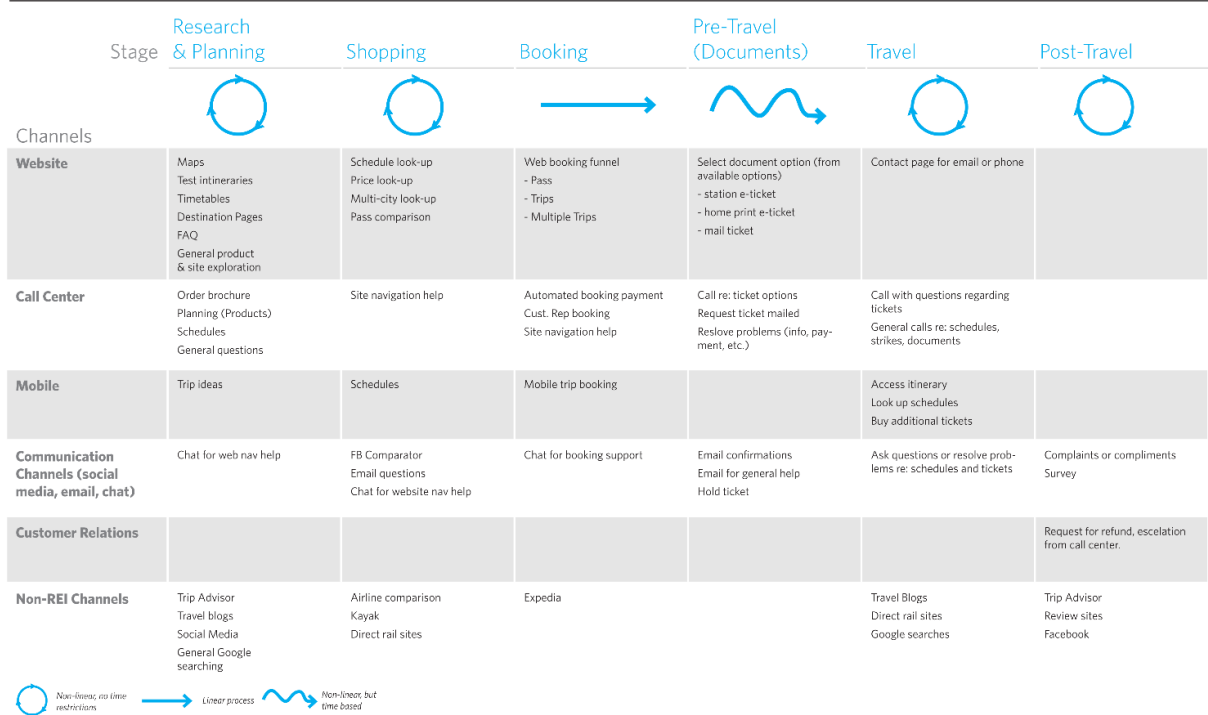 Research
& Planning
Stage
Shopping
Booking
Pre-Travel
(Documents)
Travel
Post-Travel
Channels
Website
Maps
Test intineraries
Timetables
Destination Pages
FAQ
General product
& site exploration
Schedule look-up
Price look-up
Multi-city look-up
Pass comparison
Web booking funnel
- Pass
- Trips
- Multiple Trips
Select document option (from
available options)
- station e-ticket
- home print e-ticket
- mail ticket
Contact page for email or phone
Call Center
Order brochure
Planning (Products)
Schedules
General questions
Site navigation help
Automated booking payment
Cust. Rep booking
Site navigation help
Call re: ticket options
Request ticket mailed
Reslove problems (info, pay-
ment, etc.)
Call with questions regarding
tickets
General calls re: schedules,
strikes, documents
Mobile
Trip ideas
Schedules
Mobile trip booking
Access itinerary
Look up schedules
Buy additional tickets
Communication
Channels (social
media, email, chat)
Chat for web nav help
FB Comparator
Email questions
Chat for website nav help
Chat for booking support
Email confirmations
Email for general help
Hold ticket
Ask questions or resolve prob-
lems re: schedules and tickets
Complaints or compliments
Survey
Customer Relations
Request for refund, escelation
from call center.
Non-REI Channels
Trip Advisor
Travel blogs
Social Media
General Google
searching
Airline comparison
Kayak
Direct rail sites
Expedia
Travel Blogs
Direct rail sites
Google searches
Trip Advisor
Review sites
Facebook
Non-linear, no time
restrictions
Linear process
Non-linear, but
time based